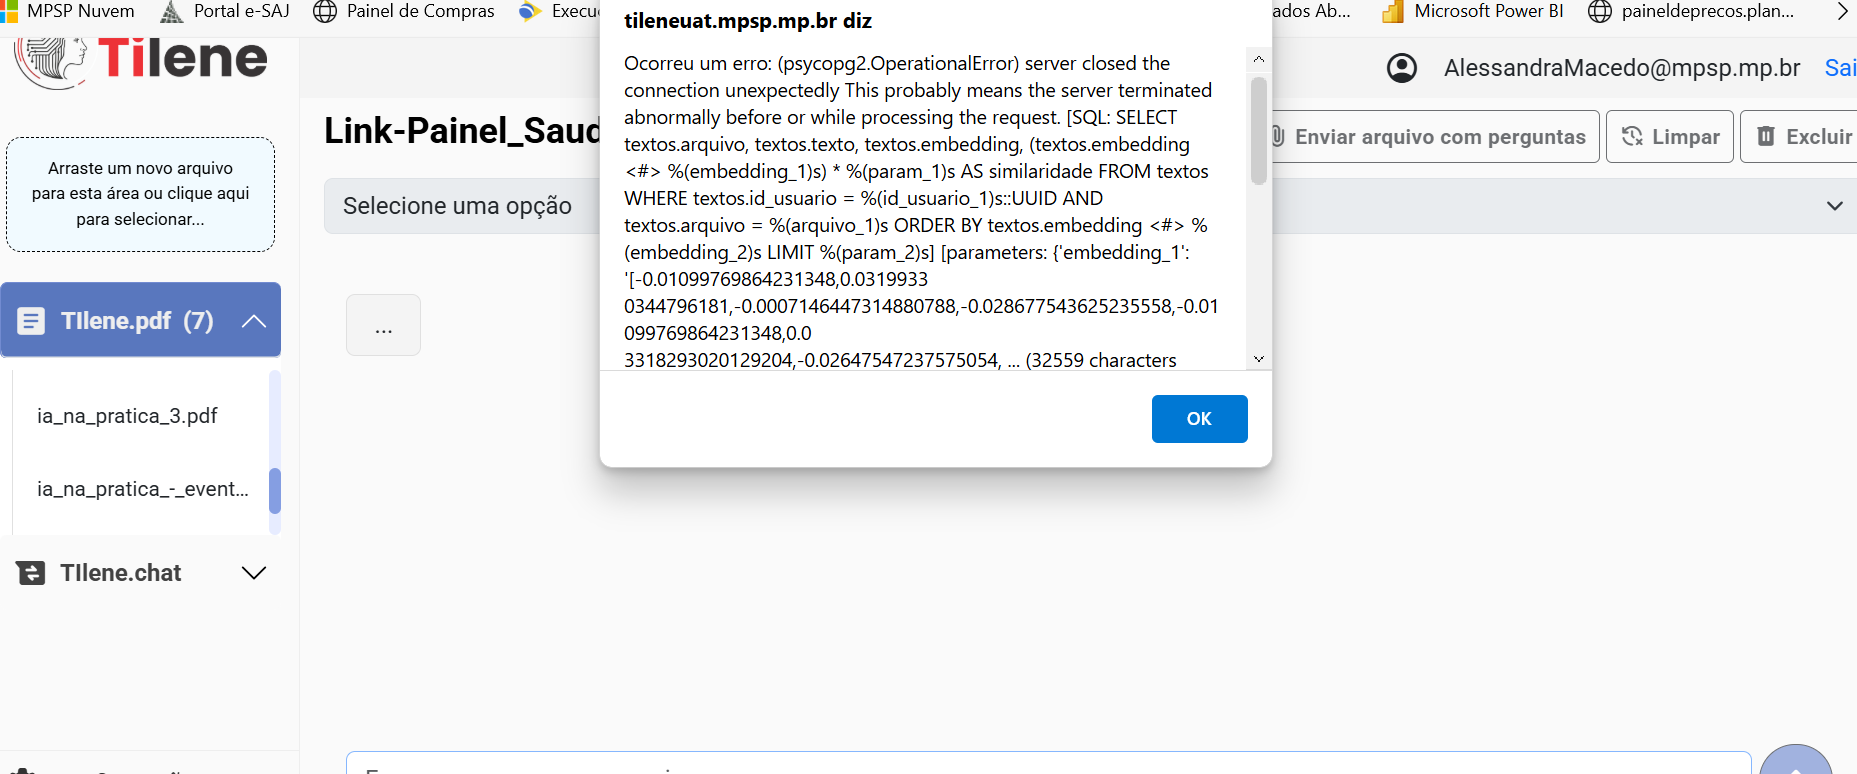 MPSP Nuvem
Portal e-SAJ
Painel de Compras
Execu
ados Ab...
Microsoft Power BI
paineldeprecos.plan...
TIlene
AlessandraMacedo@mpsp.mp.br
Sai
Arraste um novo arquivo
para esta área ou clique aqui
para selecionar...
TIlene.pdf (7)
ia_na_pratica_3.pdf
ia_na_pratica_-_event...
TIlene.chat
Link-Painel_Saud
Enviar arquivo com perguntas
Limpar
Excluir
Selecione uma opção
...
tileneuat.mpsp.mp.br diz
Ocorreu um erro: (psycopg2.OperationalError) server closed the
connection unexpectedly This probably means the server terminated
abnormally before or while processing the request. [SQL: SELECT
textos.arquivo, textos.texto, textos.embedding, (textos.embedding
<#> %(embedding_1)s) * %(param_1)s AS similaridade FROM textos
WHERE textos.id_usuario = %(id_usuario_1)s::UUID AND
textos.arquivo = %(arquivo_1)s ORDER BY textos.embedding <#> %
(embedding_2)s LIMIT %(param_2)s] [parameters: {'embedding_1':
'[-0.01099769864231348,0.0319933
0344796181,-0.0007146447314880788,-0.028677543625235558,-0.01
099769864231348,0.0
3318293020129204,-0.02647547237575054, ... (32559 characters
OK